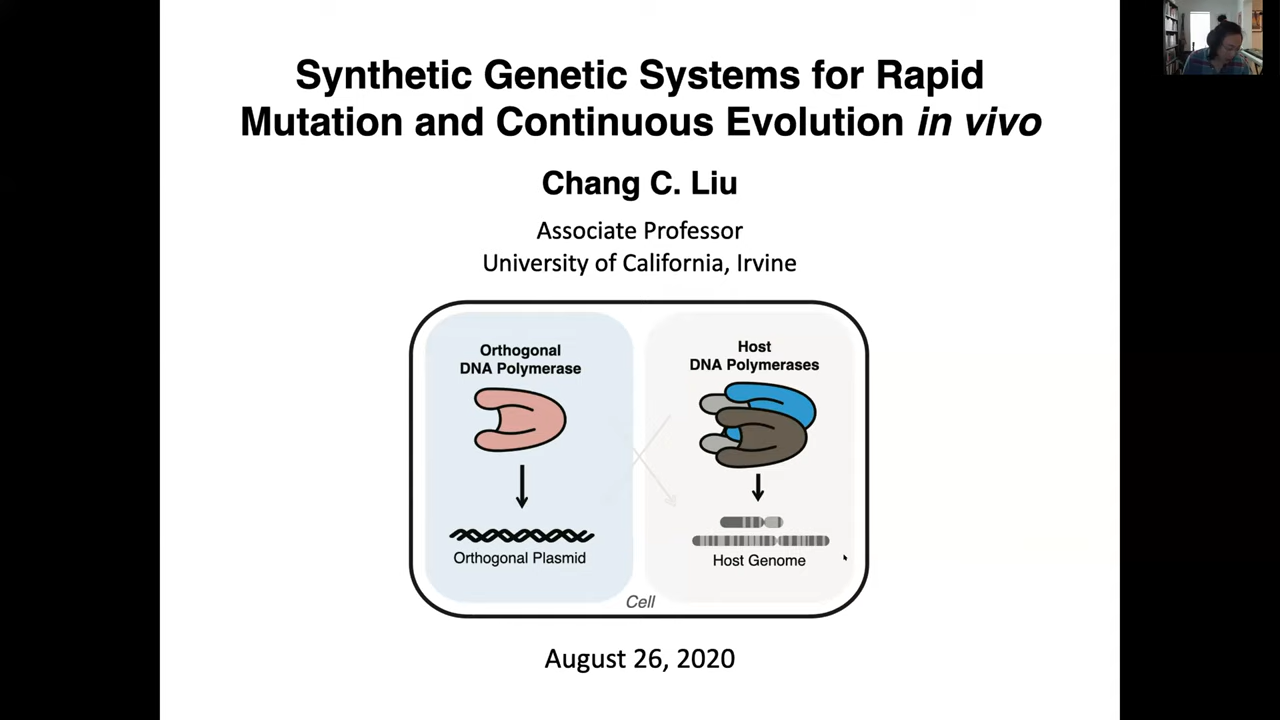 Synthetic Genetic Systems for Rapid
Mutation and Continuous Evolution in vivo
Chang C. Liu
Associate Professor
University of California, Irvine
Orthogonal
DNA Polymerase
Host
DNA Polymerases
Orthogonal Plasmid
Host Genome
Cell
August 26, 2020